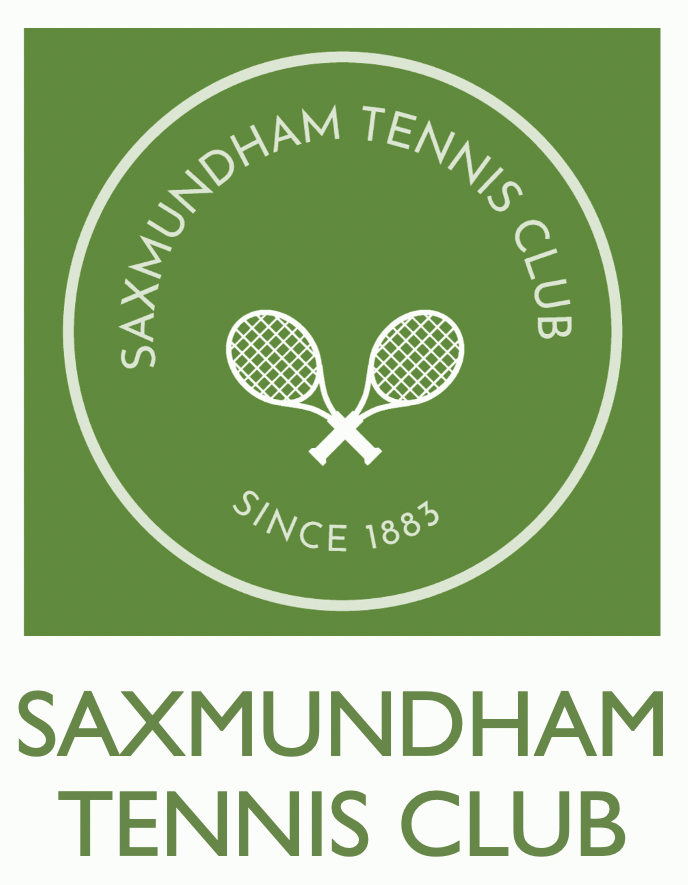 SAXMUNDHAM TENNIS CLUB
SINCE 1883
SAXMUNDHAM
TENNIS CLUB